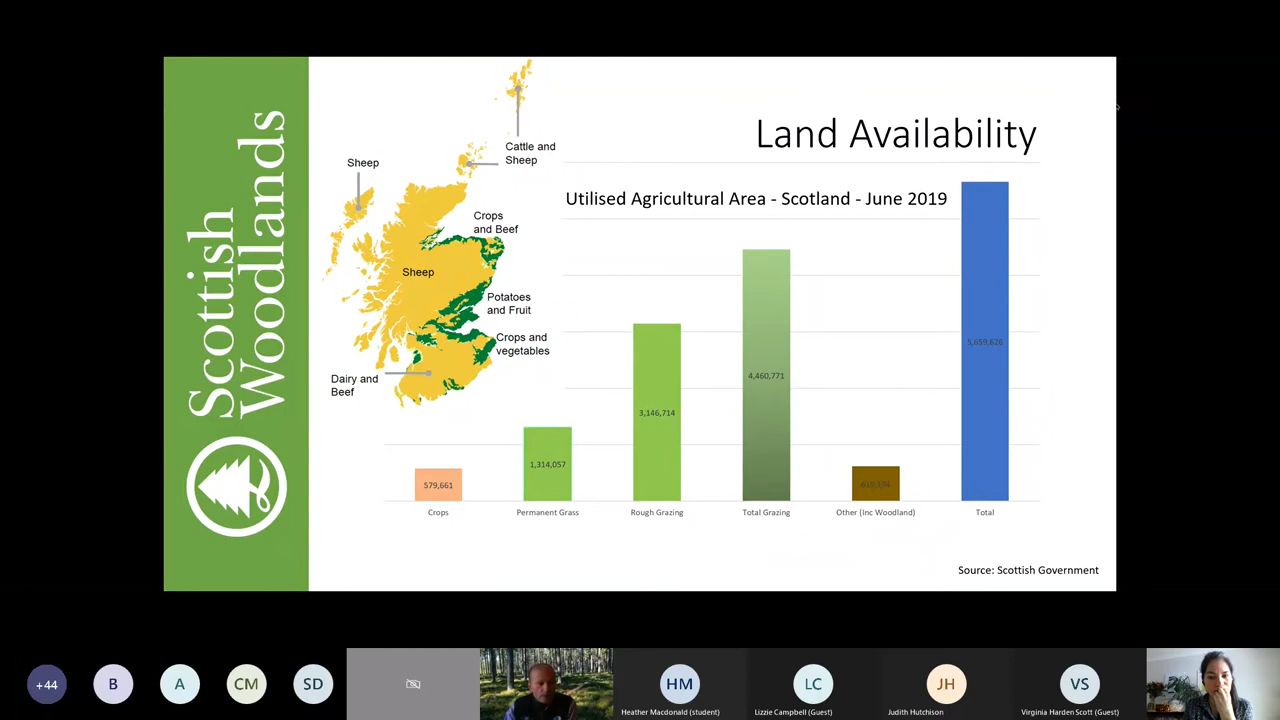 Scottish
Woodlands
Land Availability
Utilised Agricultural Area - Scotland - June 2019
Cattle and
Sheep
Sheep
Crops
and Beef
Sheep
Potatoes
and Fruit
Crops and
vegetables
Dairy and
Beef
579,661
1,314,057
3,146,714
4,460,771
5,659,626
Crops
Permanent Grass
Rough Grazing
Total Grazing
Other (Inc Woodland)
Total
Source: Scottish Government
+44
B
A
CM
SD
HM
LC
JH
VS
Heather Macdonald (student)
Lizzie Campbell (Guest)
Judith Hutchison
Virginia Harden Scott (Guest)